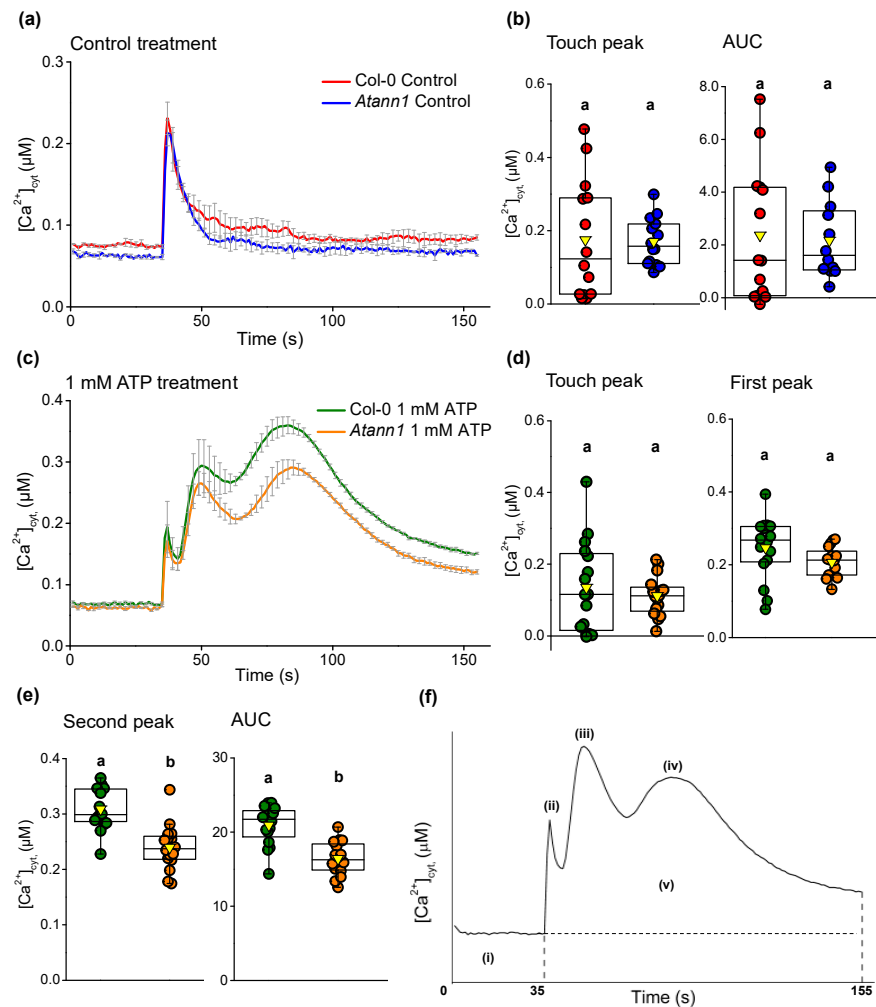 (a)
Control treatment
Col-0 Control
Atann1 Control
[Ca2+]cyt (µM)
0.3
0.2
0.1
0.0
0 50 100 150
Time (s)
(b)
Touch peak
AUC
[Ca2+]cyt, (µM)
0.6
0.4
0.2
0.0
a a
8.0
6.0
4.0
2.0
0.0
a a
(c)
1 mM ATP treatment
Col-0 1 mM ATP
Atann1 1 mM ATP
[Ca2+]cyt, (µM)
0.4
0.3
0.2
0.1
0.0
0 50 100 150
Time (s)
(d)
Touch peak
First peak
[Ca2+]cyt, (µM)
0.6
0.4
0.2
0.0
a a
0.6
0.4
0.2
0.0
a a
(e)
Second peak
AUC
[Ca2+]cyt, (µM)
0.4
0.3
0.2
0.1
0.0
a b
30
20
10
0
a b
(f)
[Ca2+]cyt, (µM)
(i)
(ii)
(iii)
(iv)
(v)
0 35 155
Time (s)